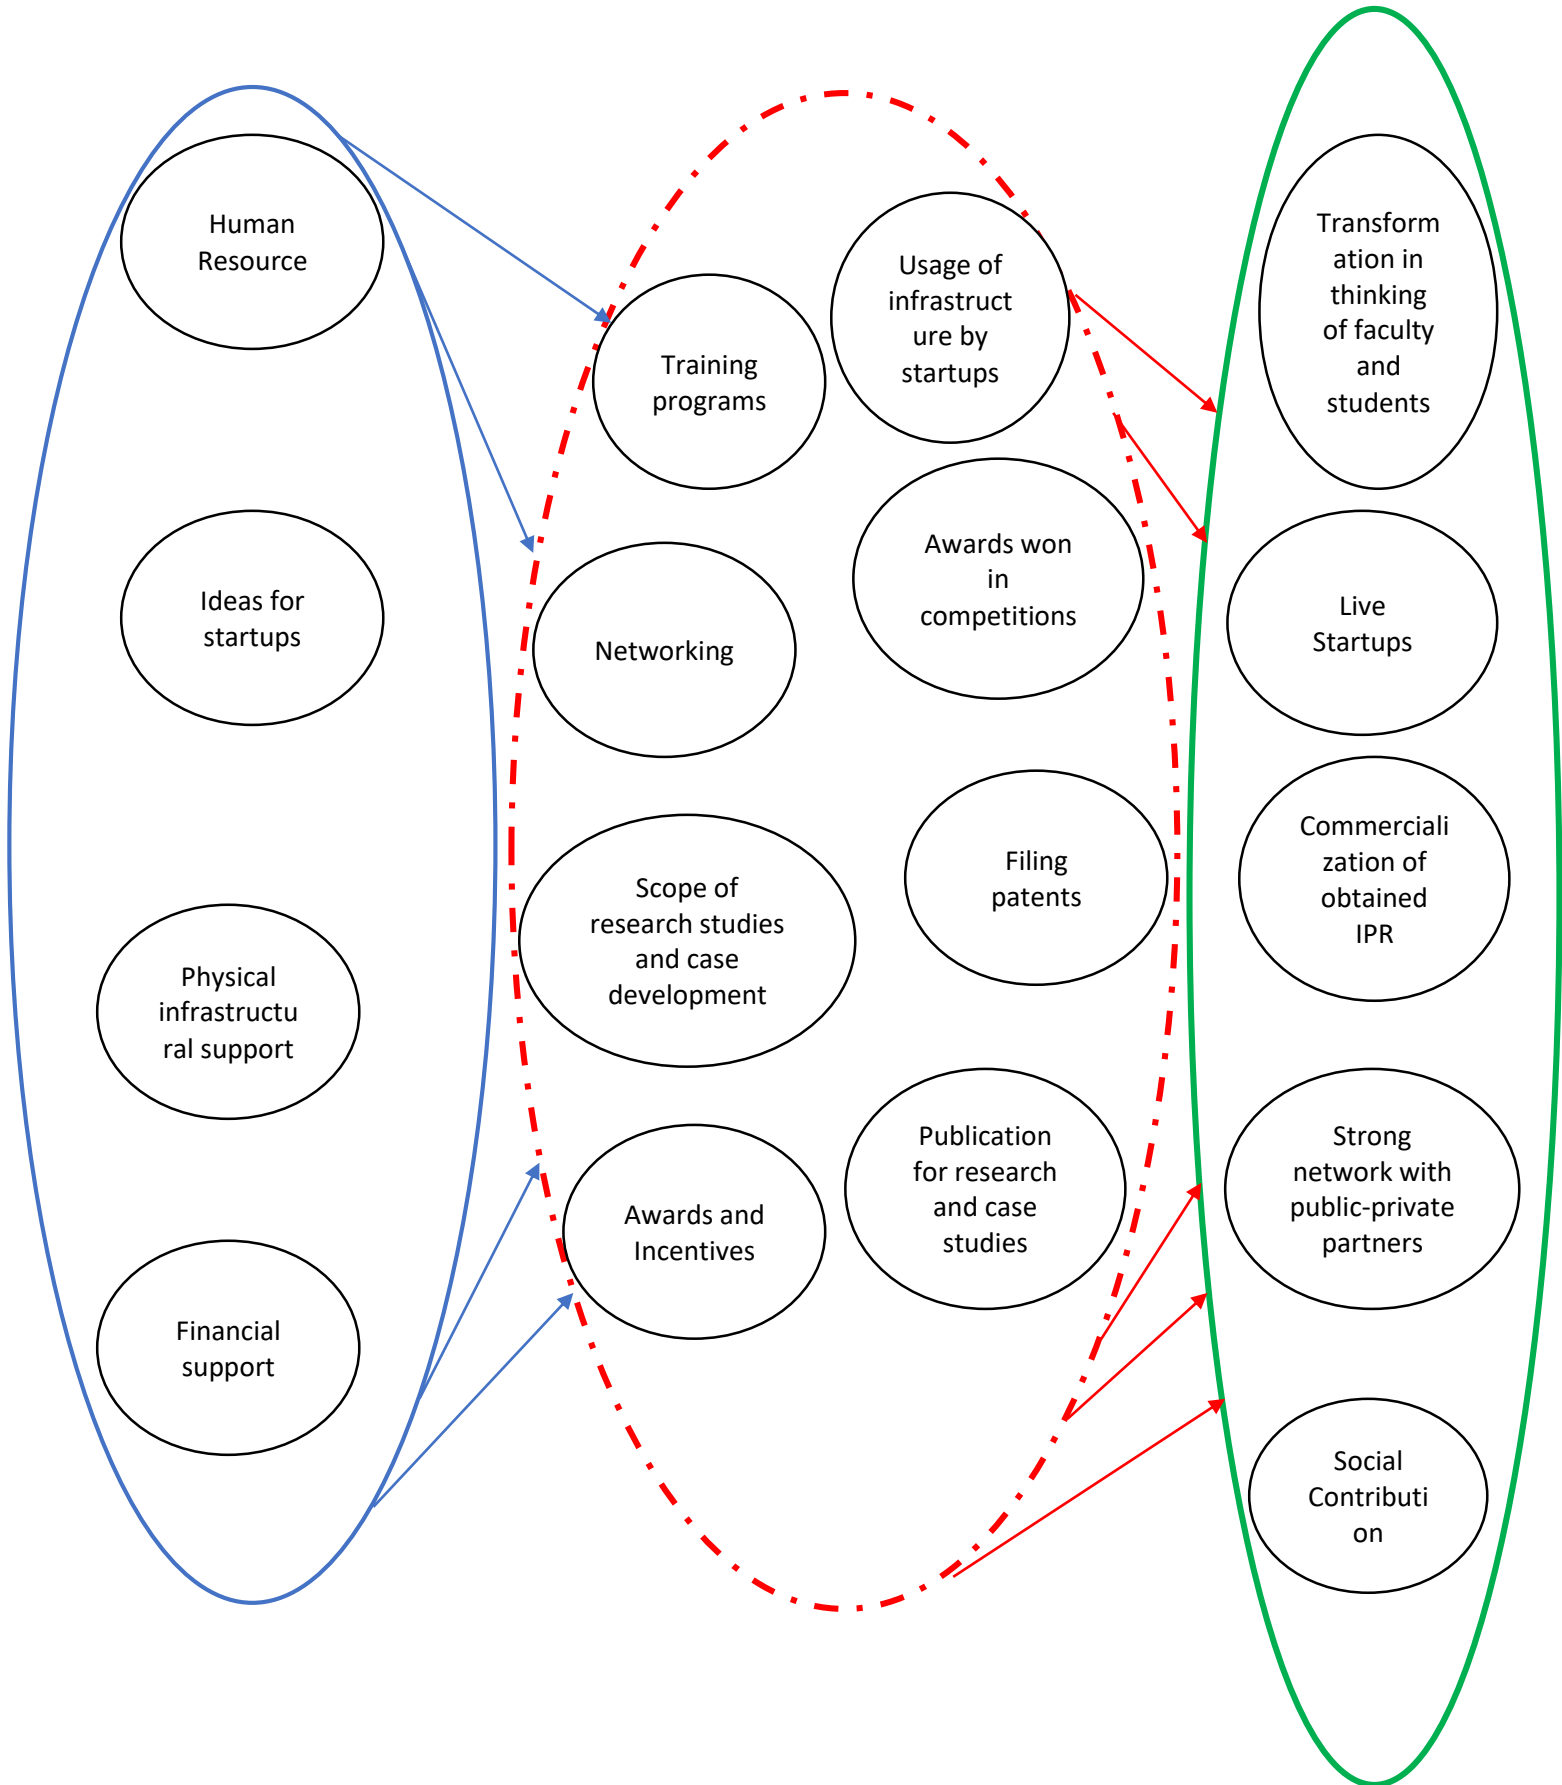 Human
Resource
Ideas for
startups
Physical
infrastructu
ral support
Financial
support
Training
programs
Networking
Scope of
research studies
and case
development
Awards and
Incentives
Usage of
infrastruct
ure by
startups
Awards won
in
competitions
Filing
patents
Publication
for research
and case
studies
Transform
ation in
thinking
of faculty
and
students
Live
Startups
Commerciali
zation of
obtained
IPR
Strong
network with
public-private
partners
Social
Contributi
on